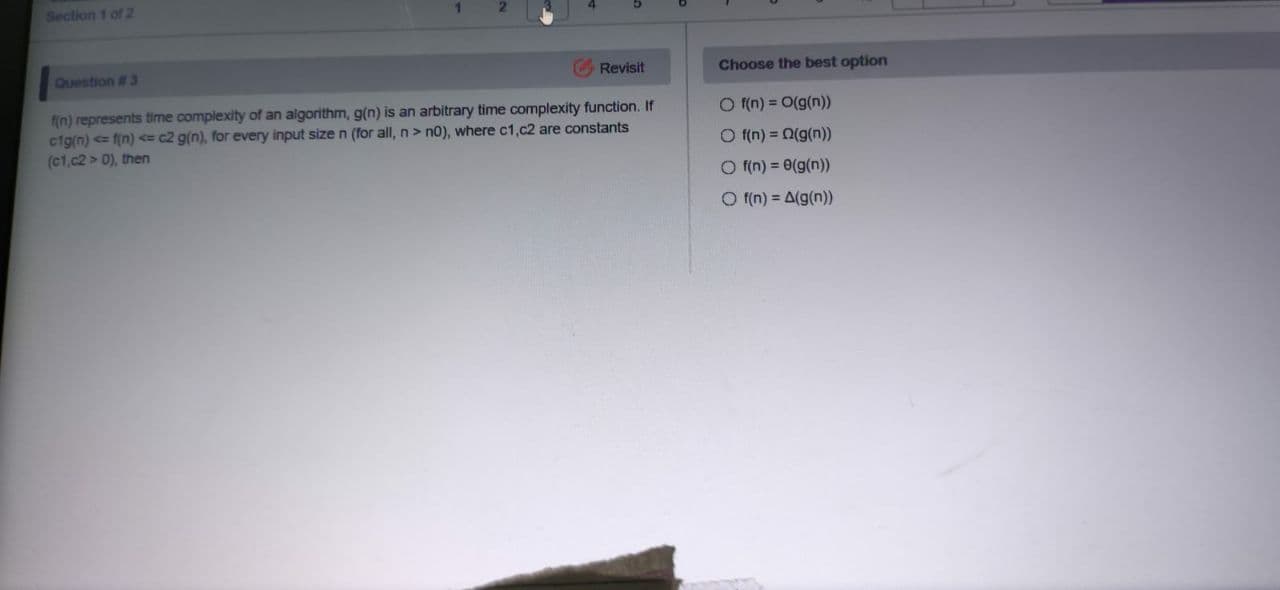 Section 1 of 2
1 2 3 4 5 6 7
Question # 3
Revisit
f(n) represents time complexity of an algorithm, g(n) is an arbitrary time complexity function. If
c1g(n) <= f(n) <= c2 g(n), for every input size n (for all, n > n0), where c1,c2 are constants
(c1,c2 > 0), then
Choose the best option
f(n) = O(g(n))
f(n) = Ω(g(n))
f(n) = θ(g(n))
f(n) = Δ(g(n))